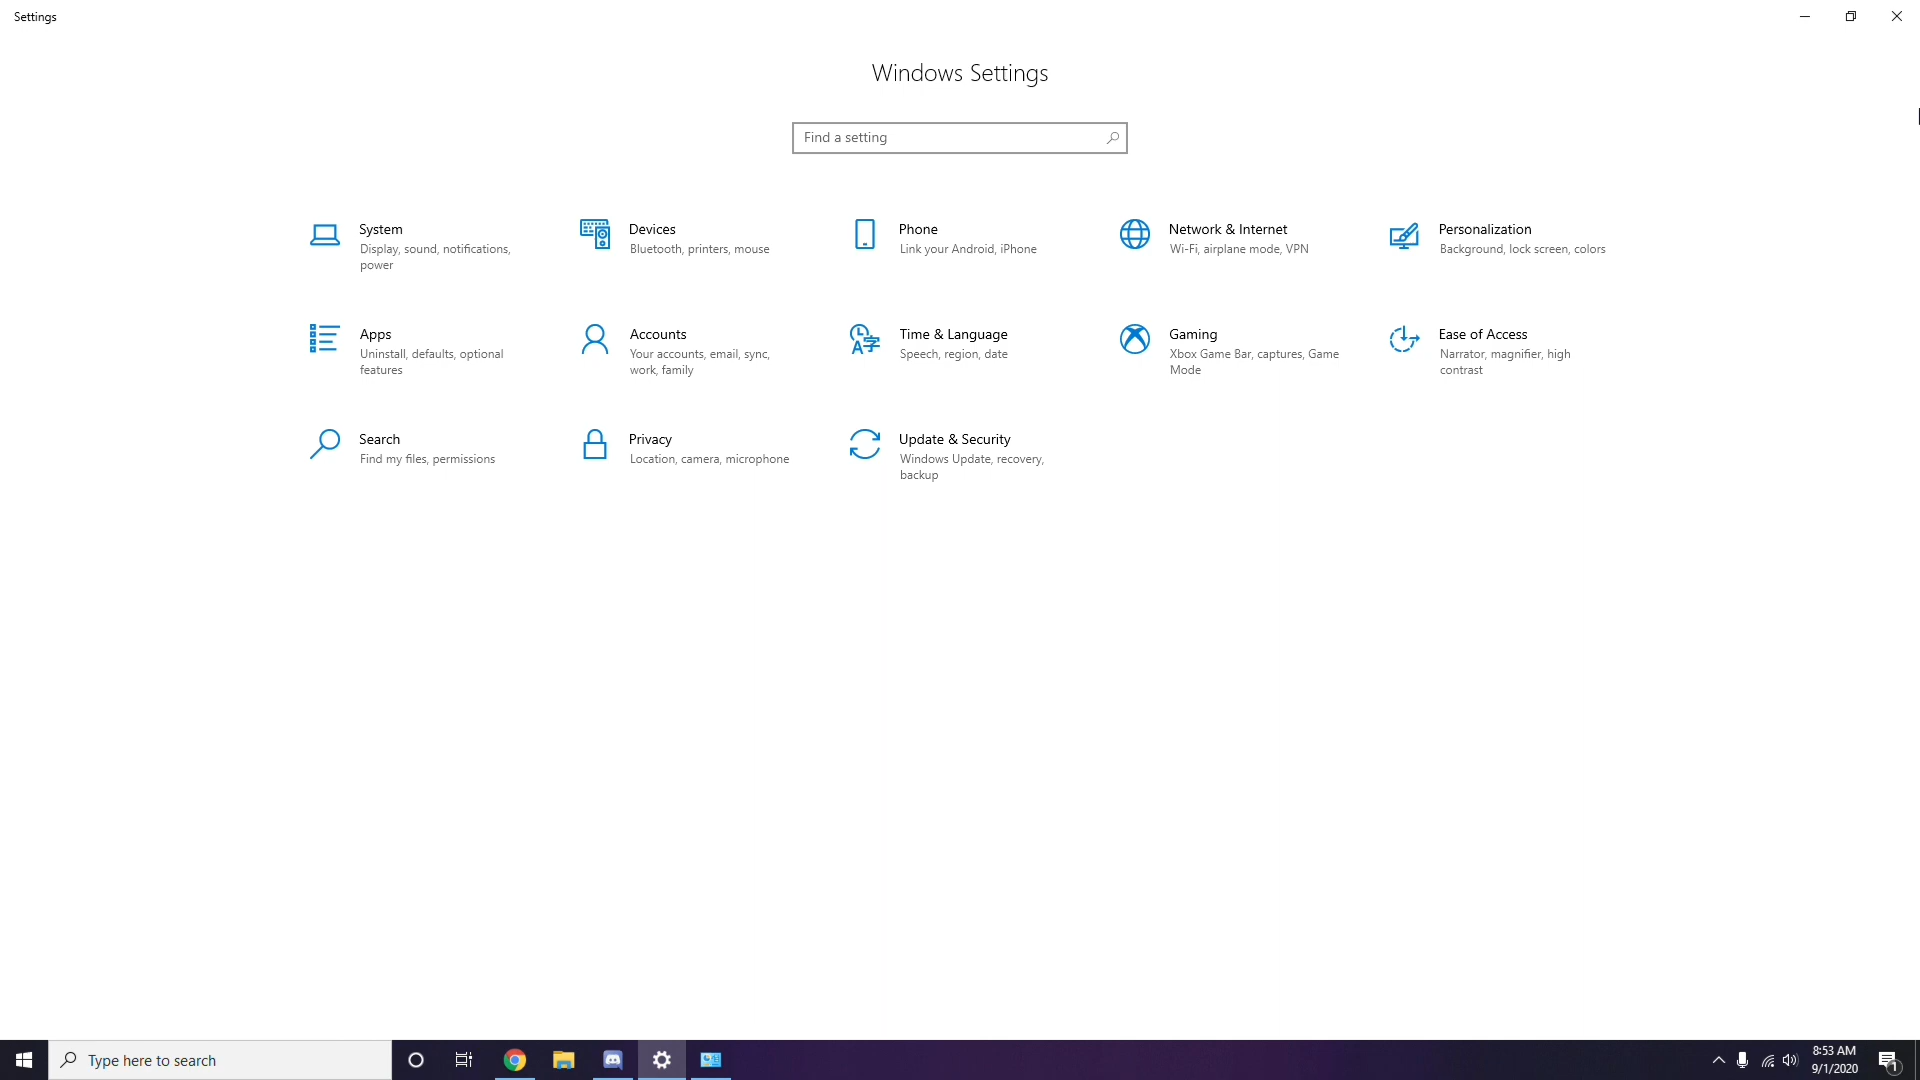 Settings
Windows Settings
Find a setting
System
Display, sound, notifications,
power
Devices
Bluetooth, printers, mouse
Phone
Link your Android, iPhone
Network & Internet
Wi-Fi, airplane mode, VPN
Personalization
Background, lock screen, colors
Apps
Uninstall, defaults, optional
features
Accounts
Your accounts, email, sync,
work, family
Time & Language
Speech, region, date
Gaming
Xbox Game Bar, captures, Game
Mode
Ease of Access
Narrator, magnifier, high
contrast
Search
Find my files, permissions
Privacy
Location, camera, microphone
Update & Security
Windows Update, recovery,
backup
Type here to search
8:53 AM
9/1/2020
1